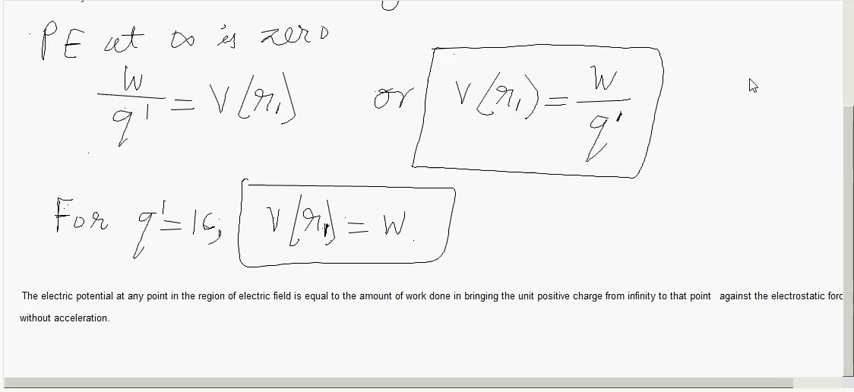 PE at ∞ is zero
W/q' = V(r₁) or V(r₁) = W/q'
For q' = 1C, V(r₁) = W.
The electric potential at any point in the region of electric field is equal to the amount of work done in bringing the unit positive charge from infinity to that point against the electrostatic forc
without acceleration.